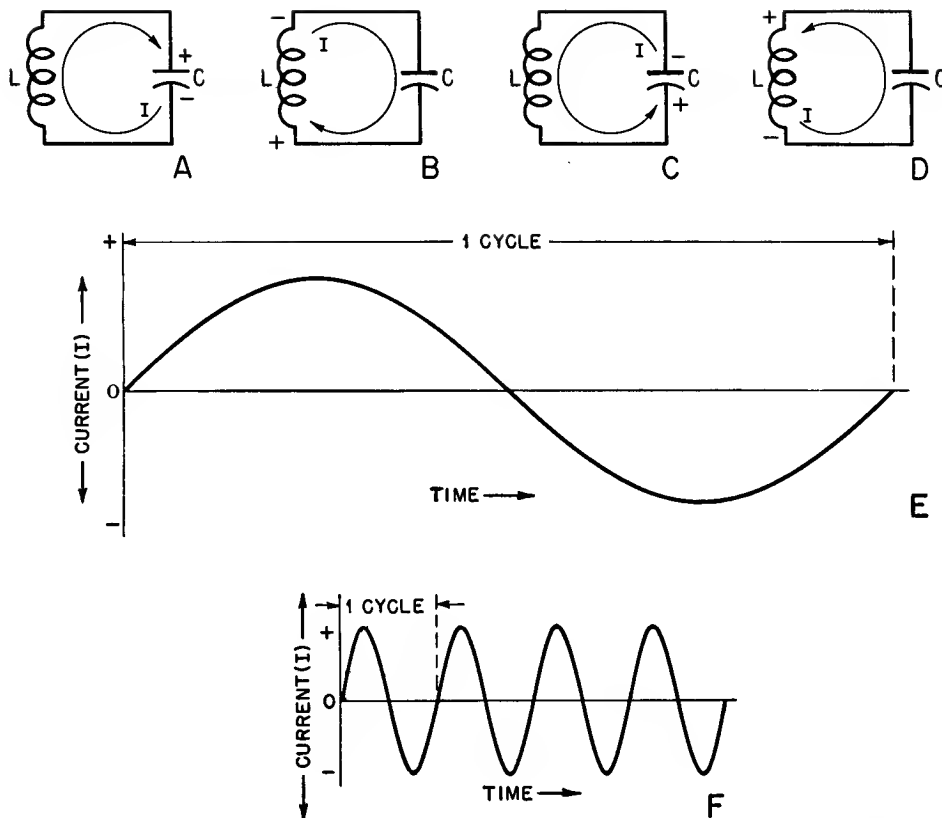 L I + C I - A
- I L C + B
L I - C + C
+ L I C - D
+ 1 CYCLE
CURRENT (I)
0
TIME
- E
1 CYCLE
+
CURRENT (I)
0
-
TIME
F